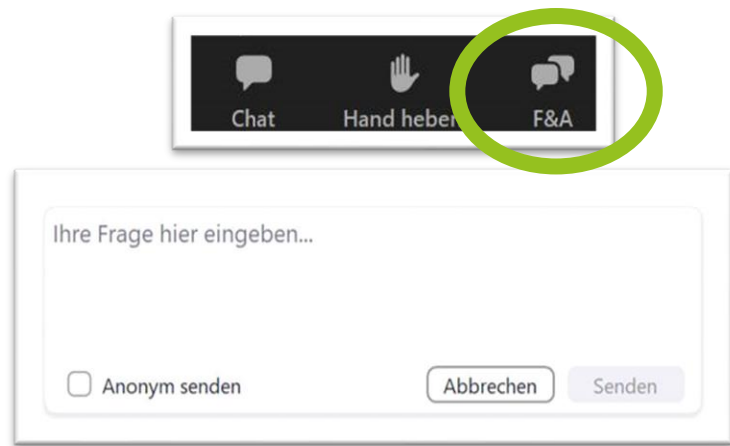 Chat Hand heben F&A
Ihre Frage hier eingeben...
Anonym senden Abbrechen Senden